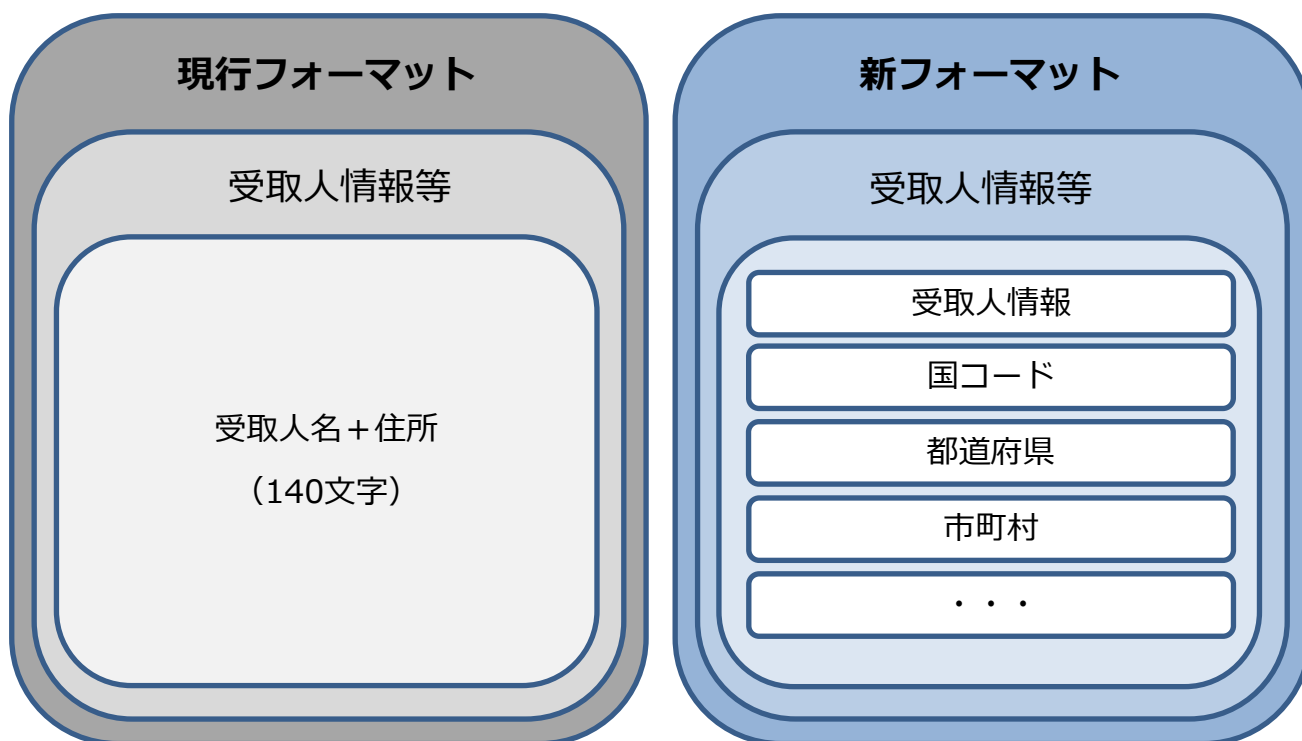 現行フォーマット
受取人情報等
受取人名＋住所
（140文字）
新フォーマット
受取人情報等
受取人情報
国コード
都道府県
市町村
・・・